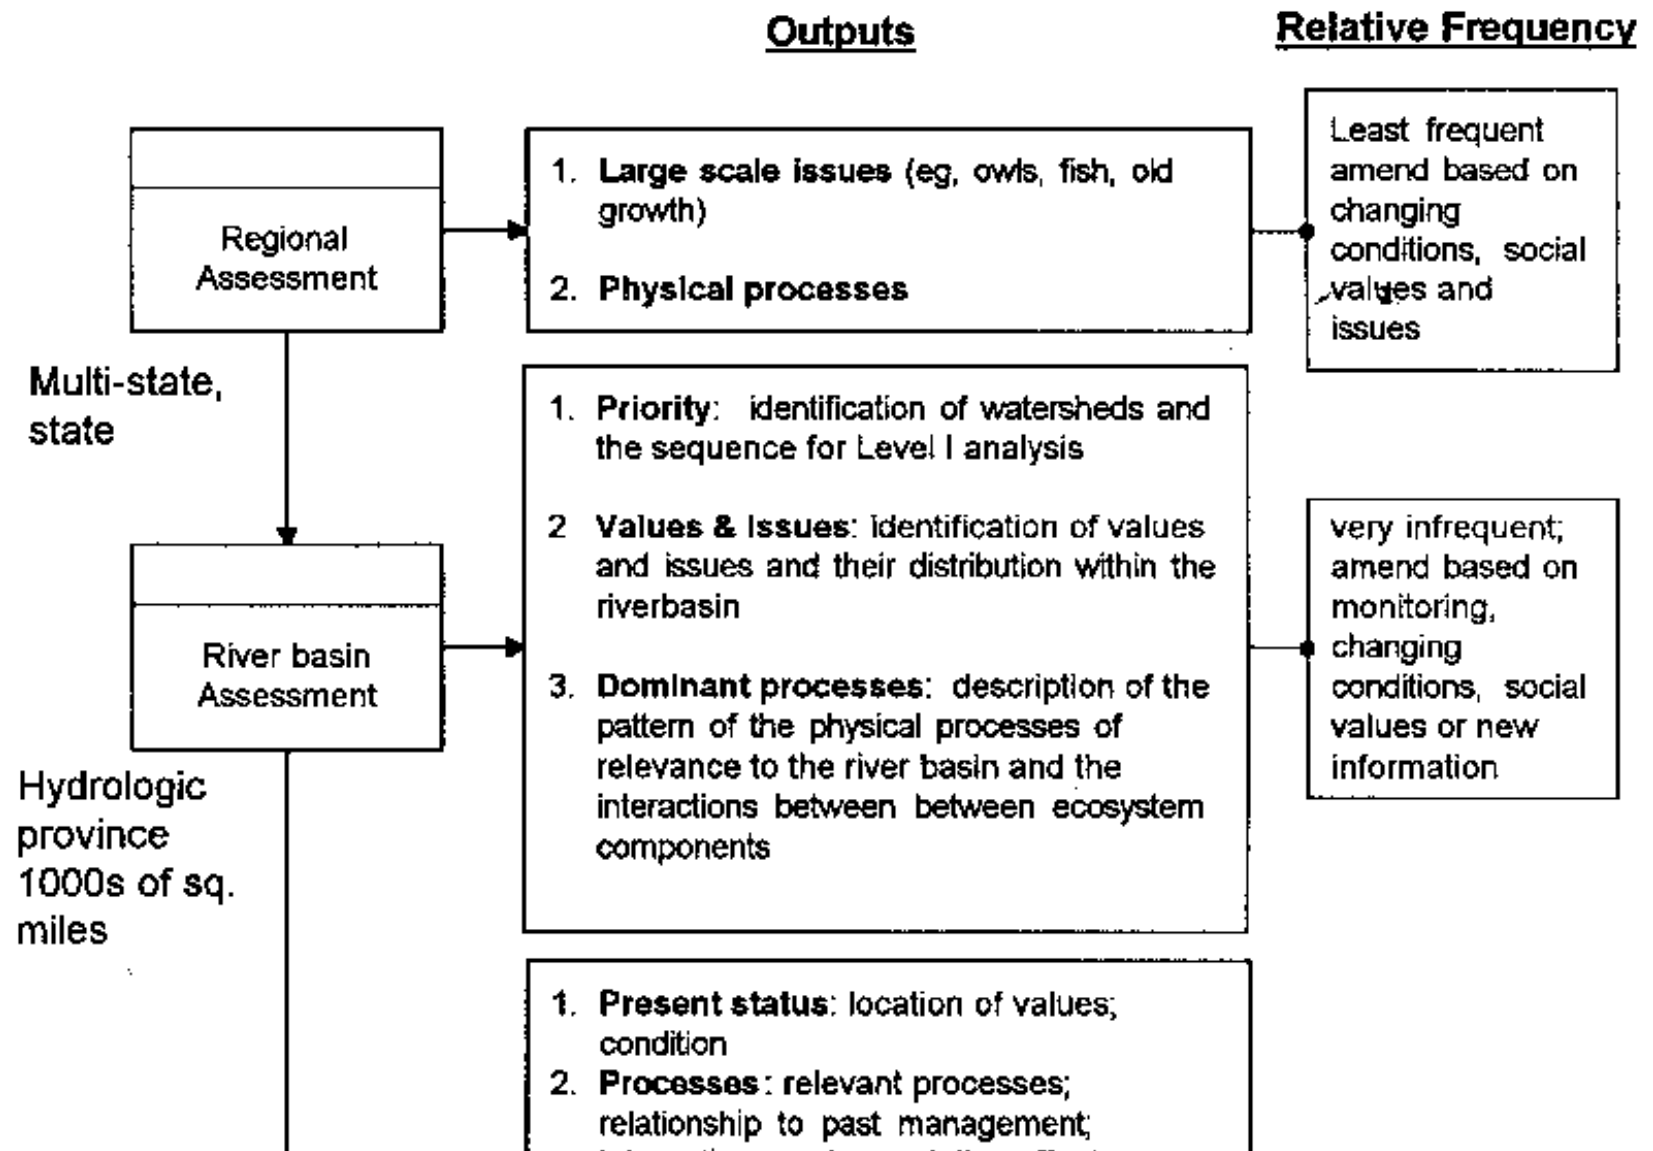 Outputs
Relative Frequency
Regional
Assessment
1. Large scale issues (eg, owls, fish, old
growth)
2. Physical processes
Least frequent
amend based on
changing
conditions, social
values and
issues
Multi-state,
state
River basin
Assessment
1. Priority: identification of watersheds and
the sequence for Level I analysis
2 Values & Issues: identification of values
and issues and their distribution within the
riverbasin
3. Dominant processes: description of the
pattern of the physical processes of
relevance to the river basin and the
interactions between between ecosystem
components
very infrequent;
amend based on
monitoring,
changing
conditions, social
values or new
information
Hydrologic
province
1000s of sq.
miles
1. Present status: location of values;
condition
2. Processes: relevant processes;
relationship to past management;